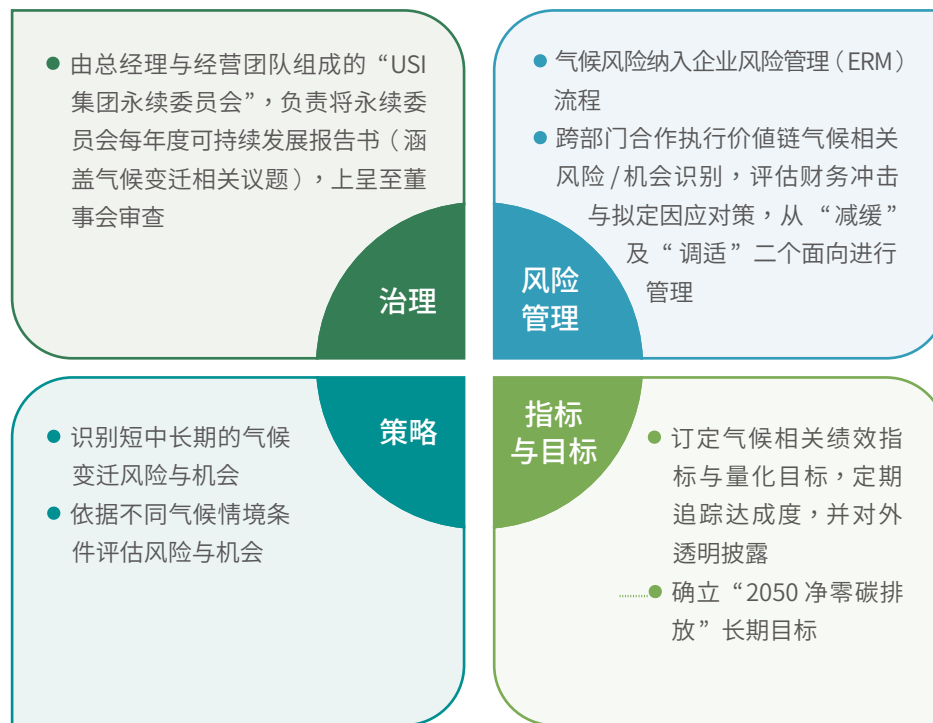 由总经理与经营团队组成的“USI
集团永续委员会”，负责将永续委
员会每年度可持续发展报告书（涵
盖气候变迁相关议题），上呈至董
事会审查
治理
气候风险纳入企业风险管理（ERM）
流程
跨部门合作执行价值链气候相关
风险/机会识别，评估财务冲击
与拟定因应对策，从“减缓”
及“调适”二个面向进行
管理
风险
管理
识别短中长期的气候
变迁风险与机会
依据不同气候情境条
件评估风险与机会
策略
指标
与目标
订定气候相关绩效指
标与量化目标，定期
追踪达成度，并对外
透明披露
确立“2050 净零碳排
放”长期目标